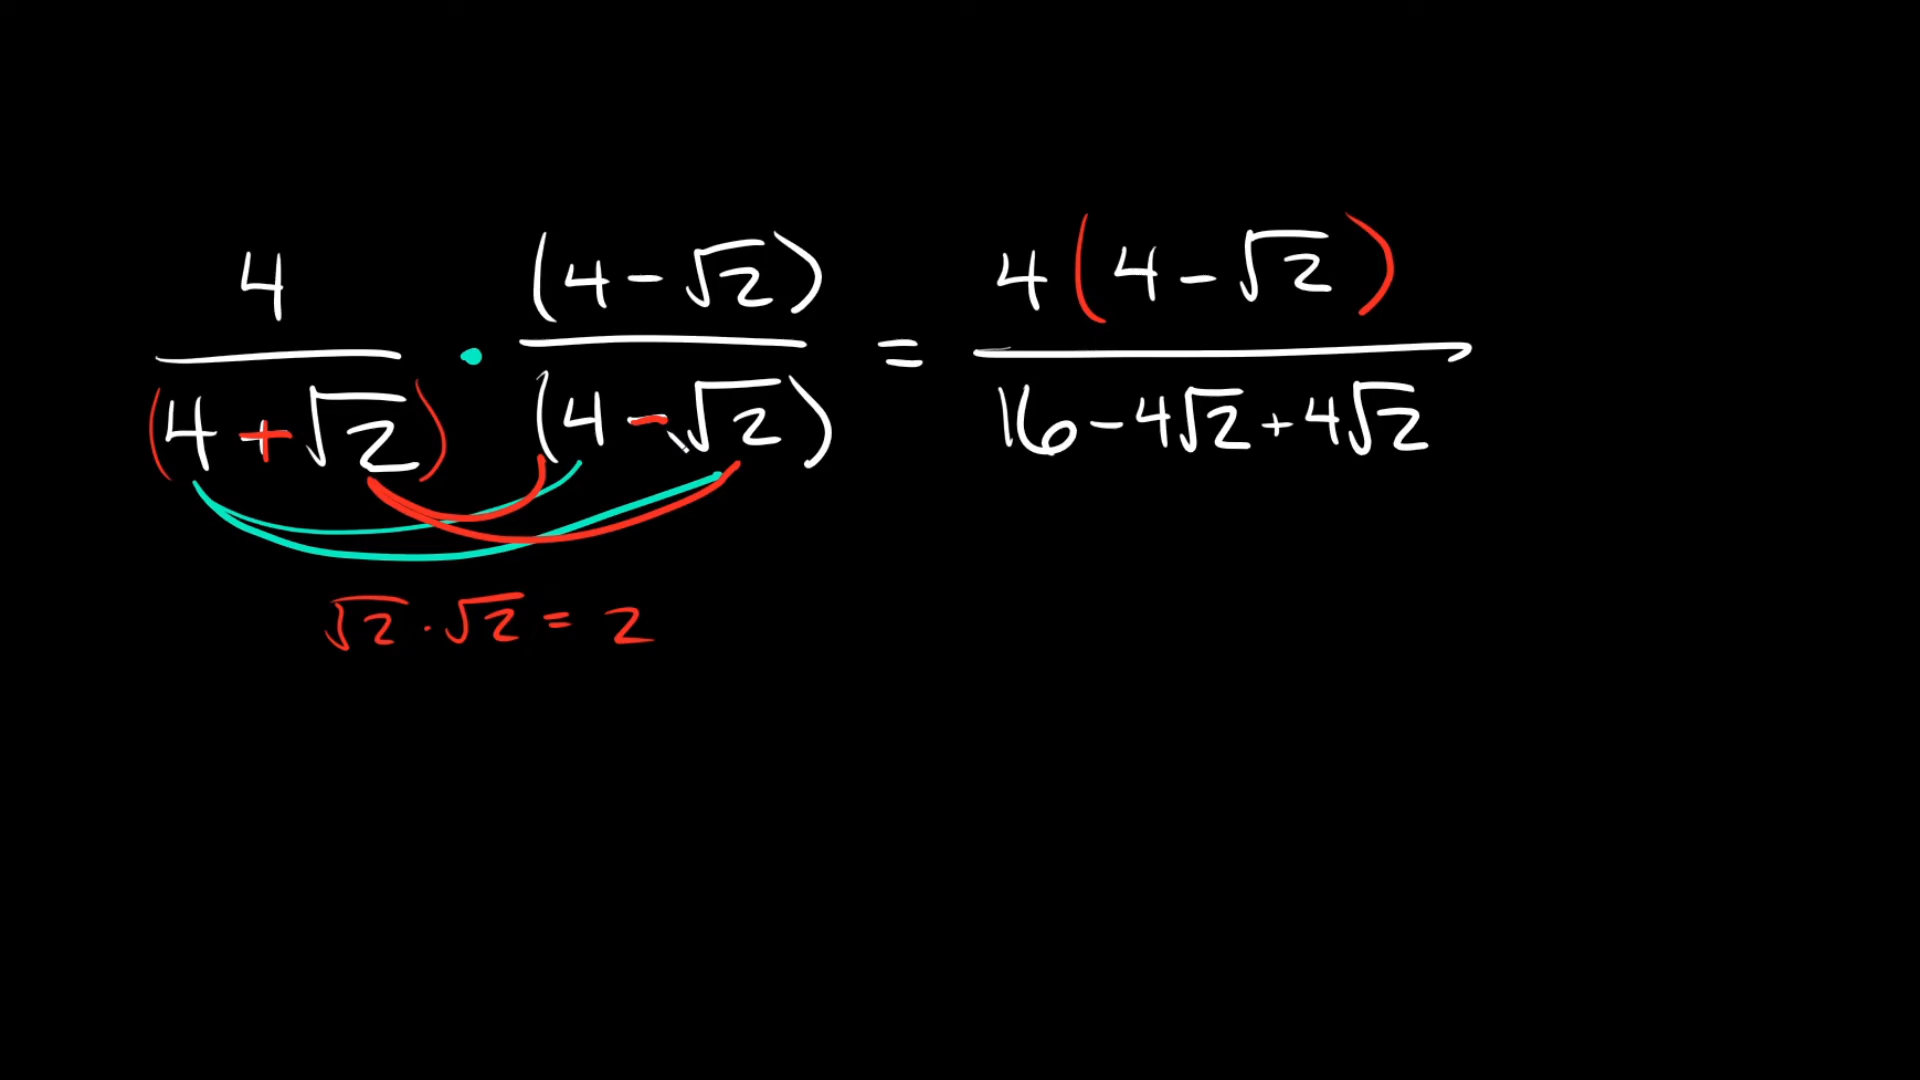 4/(4+√2) · (4-√2)/(4-√2) = 4(4-√2)/(16-4√2+4√2
√2·√2=2